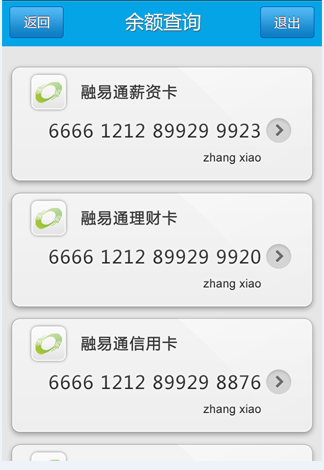 返回
余额查询
退出
融易通薪资卡
6666 1212 89929 9923
zhang xiao
融易通理财卡
6666 1212 89929 9920
zhang xiao
融易通信用卡
6666 1212 89929 8876
zhang xiao